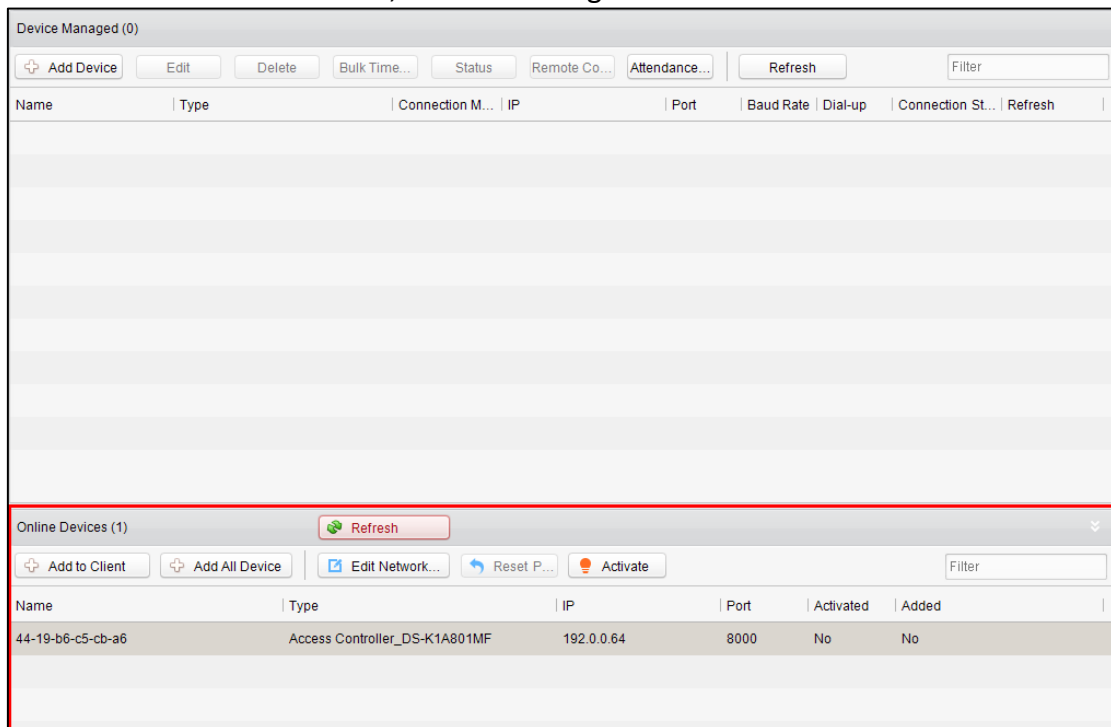 Device Managed (0)
Add Device Edit Delete Bulk Time... Status Remote Co... Attendance... Refresh Filter
Name Type Connection M... IP Port Baud Rate Dial-up Connection St... Refresh
Online Devices (1) Refresh
Add to Client Add All Device Edit Network... Reset P... Activate Filter
Name Type IP Port Activated Added
44-19-b6-c5-cb-a6 Access Controller_DS-K1A801MF 192.0.0.64 8000 No No